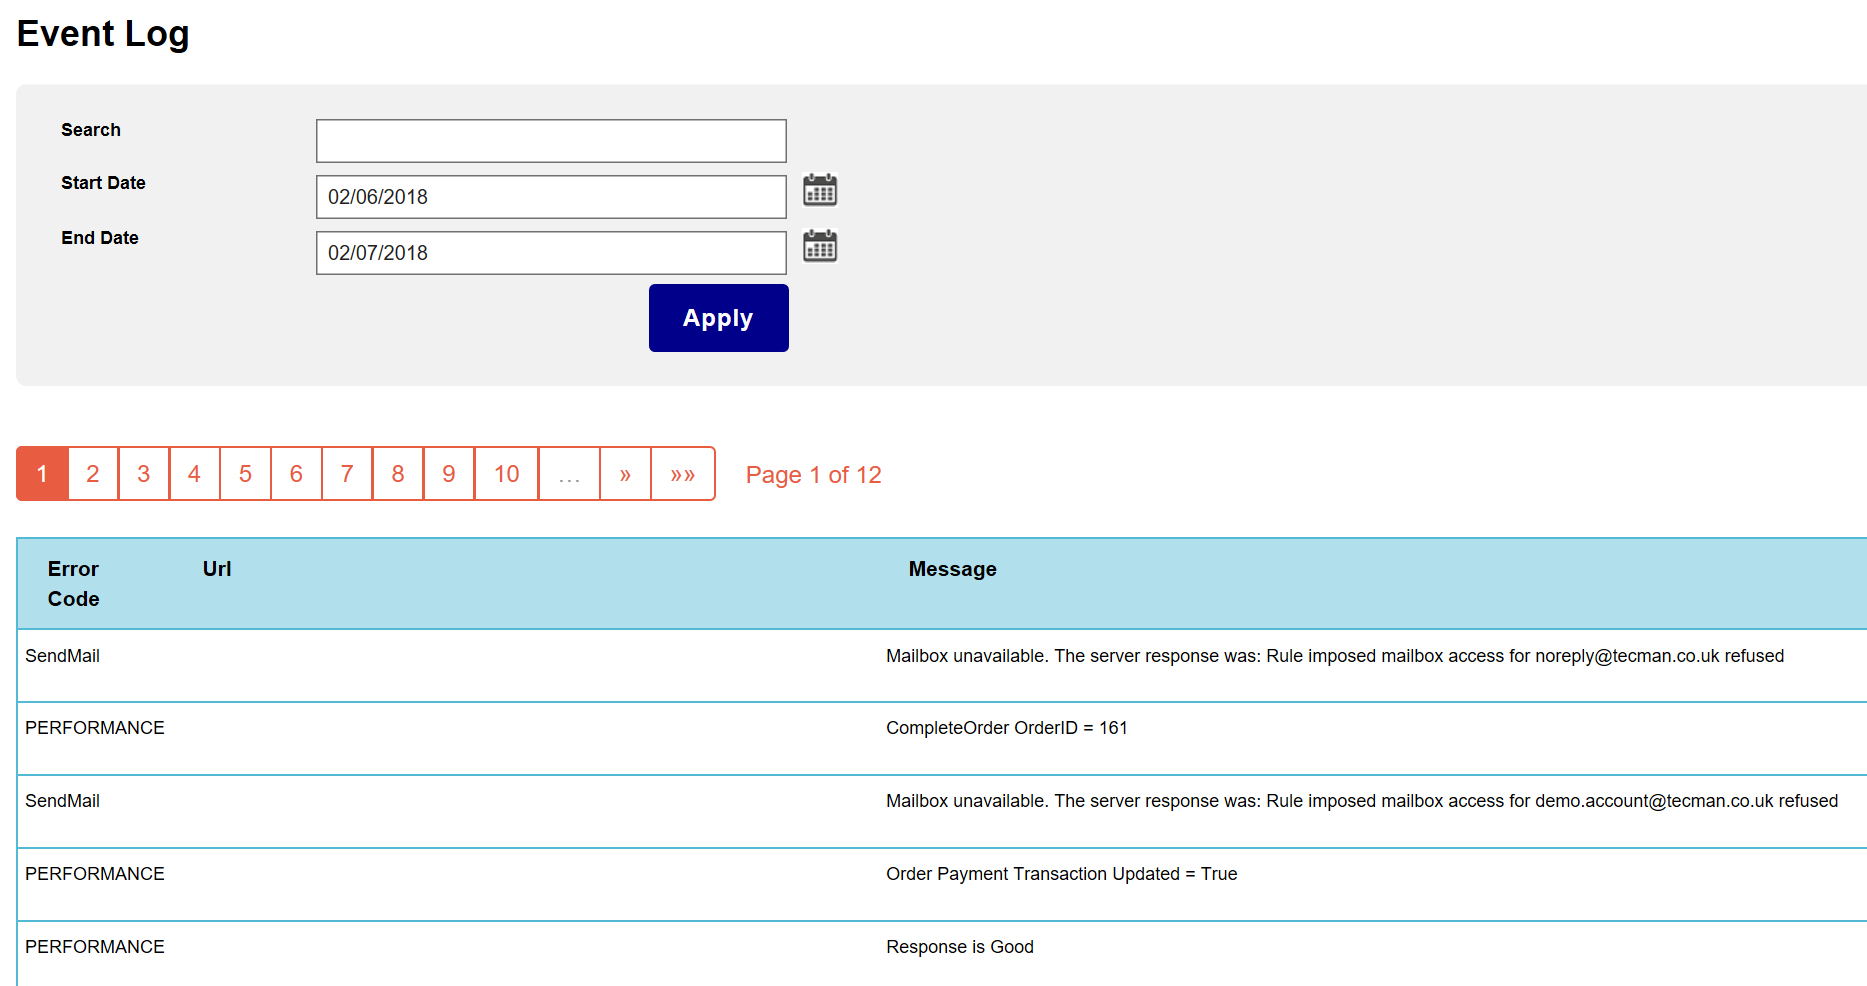 Event Log
Search
Start Date
02/06/2018
End Date
02/07/2018
Apply
1 2 3 4 5 6 7 8 9 10 ... » »» Page 1 of 12
Error Code Url Message
SendMail Mailbox unavailable. The server response was: Rule imposed mailbox access for noreply@tecman.co.uk refused
PERFORMANCE CompleteOrder OrderID = 161
SendMail Mailbox unavailable. The server response was: Rule imposed mailbox access for demo.account@tecman.co.uk refused
PERFORMANCE Order Payment Transaction Updated = True
PERFORMANCE Response is Good